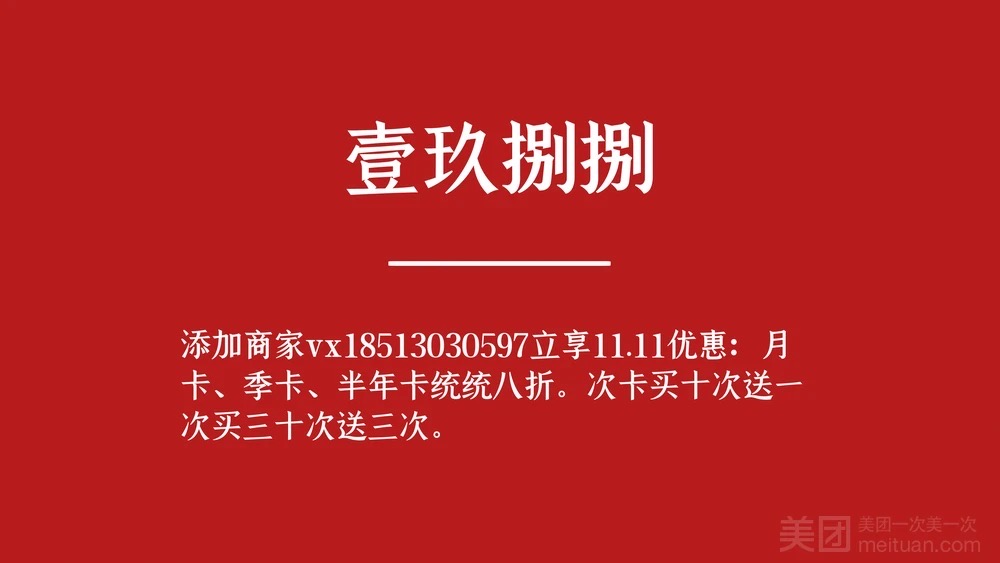 壹玖捌捌
添加商家vx18513030597立享11.11优惠：月
卡、季卡、半年卡统统八折。次卡买十次送一
次买三十次送三次。
美团 美团一次美一次
meituan.com